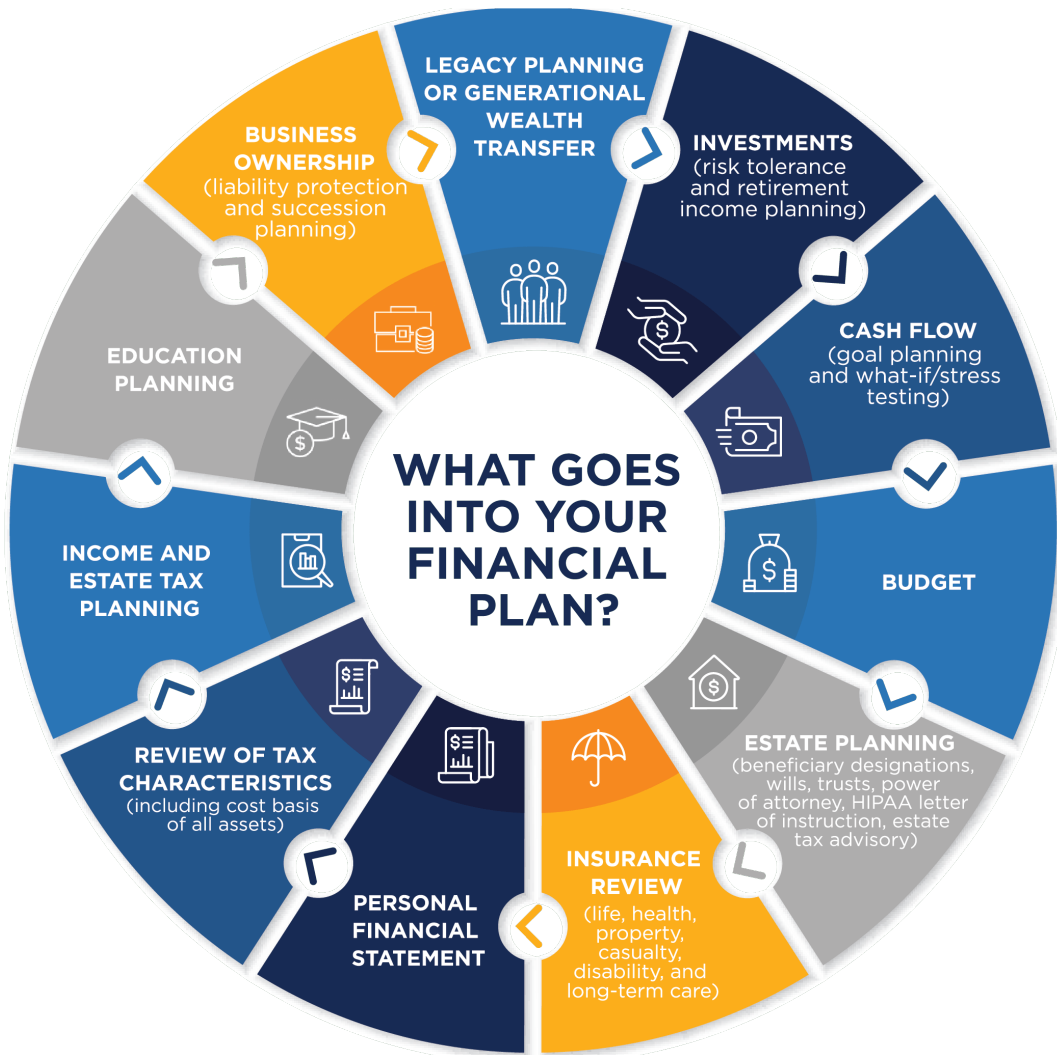 WHAT GOES
INTO YOUR
FINANCIAL
PLAN?
LEGACY PLANNING
OR GENERATIONAL
WEALTH
TRANSFER
INVESTMENTS
(risk tolerance
and retirement
income planning)
CASH FLOW
(goal planning
and what-if/stress
testing)
BUDGET
ESTATE PLANNING
(beneficiary designations,
wills, trusts, power
of attorney, HIPAA letter
of instruction, estate
tax advisory)
INSURANCE
REVIEW
(life, health,
property,
casualty,
disability, and
long-term care)
PERSONAL
FINANCIAL
STATEMENT
REVIEW OF TAX
CHARACTERISTICS
(including cost basis
of all assets)
INCOME AND
ESTATE TAX
PLANNING
EDUCATION
PLANNING
BUSINESS
OWNERSHIP
(liability protection
and succession
planning)